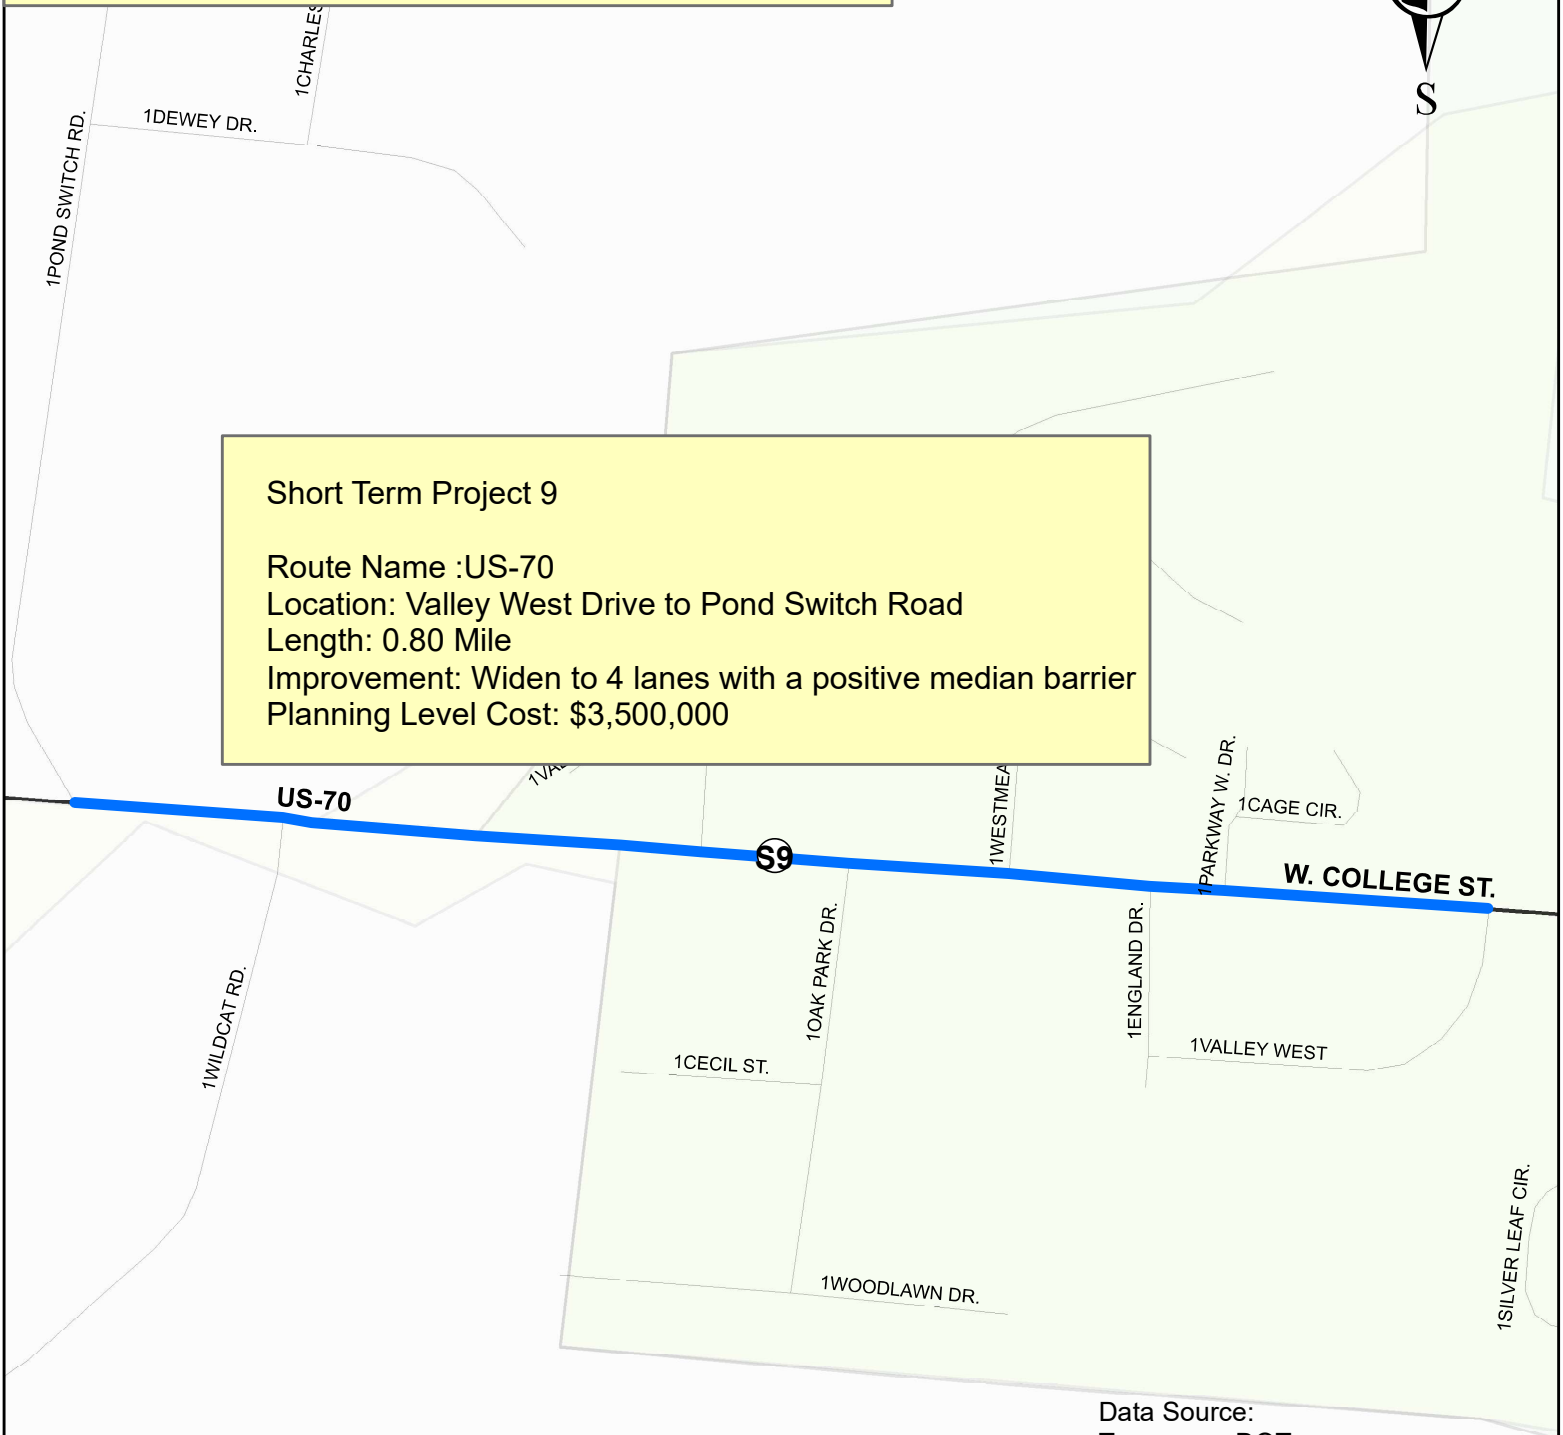 1CHARLES
S
1DEWEY DR.
1POND SWITCH RD.
Short Term Project 9
Route Name :US-70
Location: Valley West Drive to Pond Switch Road
Length: 0.80 Mile
Improvement: Widen to 4 lanes with a positive median barrier
Planning Level Cost: $3,500,000
1VAL
1WESTMEA
1PARKWAY W. DR.
1CAGE CIR.
US-70
S9
W. COLLEGE ST.
1OAK PARK DR.
1ENGLAND DR.
1WILDCAT RD.
1VALLEY WEST
1CECIL ST.
1SILVER LEAF CIR.
1WOODLAWN DR.
Data Source: